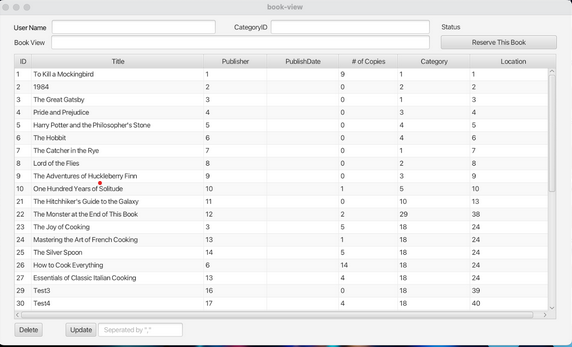 book-view
User Name CategoryID Status
Book View Reserve This Book
ID Title Publisher PublishDate # of Copies Category Location
1 To Kill a Mockingbird 1 9 1 1
2 1984 2 0 2 2
3 The Great Gatsby 3 0 1 3
4 Pride and Prejudice 4 0 3 4
5 Harry Potter and the Philosopher's Stone 5 0 4 5
6 The Hobbit 6 0 4 6
7 The Catcher in the Rye 7 0 1 7
8 Lord of the Flies 8 0 2 8
9 The Adventures of Huckleberry Finn 9 0 3 9
10 One Hundred Years of Solitude 10 1 5 10
21 The Hitchhiker's Guide to the Galaxy 11 0 10 13
22 The Monster at the End of This Book 12 2 29 38
23 The Joy of Cooking 3 5 18 24
24 Mastering the Art of French Cooking 13 1 18 24
25 The Silver Spoon 14 5 18 24
26 How to Cook Everything 6 14 18 24
27 Essentials of Classic Italian Cooking 13 4 18 24
29 Test3 16 0 18 39
30 Test4 17 4 18 40
Delete Update Seperated by ","